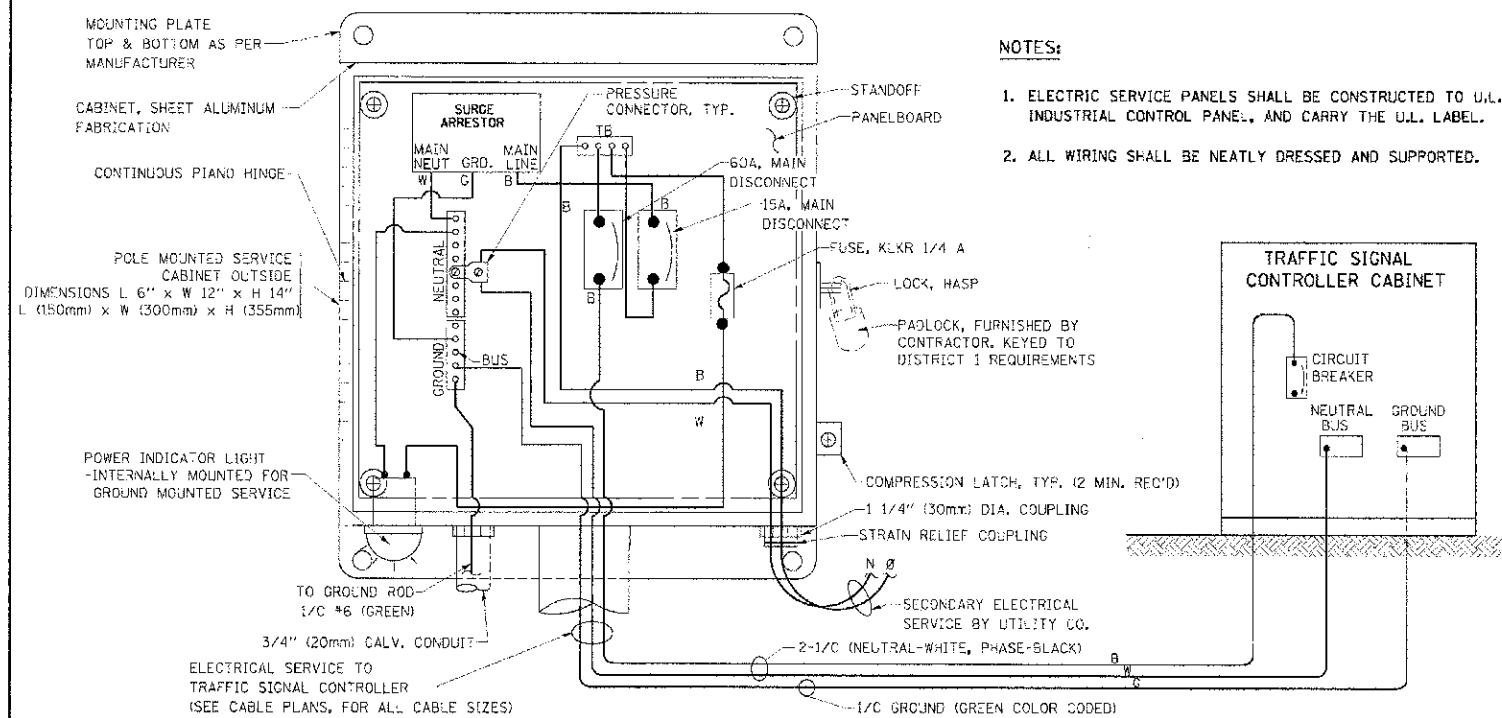 MOUNTING PLATE
TOP & BOTTOM AS PER
MANUFACTURER
CABINET, SHEET ALUMINUM
FABRICATION
CONTINUOUS PIANO HINGE
POLE MOUNTED SERVICE
CABINET OUTSIDE
DIMENSIONS L 6" x W 12" x H 14"
L (150mm) x W (300mm) x H (355mm)
POWER INDICATOR LIGHT
-INTERNALLY MOUNTED FOR
GROUND MOUNTED SERVICE
SURGE
ARRESTOR
MAIN
NEUT
GRD.
MAIN
LINE
W
G
B
PRESSURE
CONNECTOR, TYP.
TB
STANDOFF
PANELBOARD
60A, MAIN
DISCONNECT
15A, MAIN
DISCONNECT
B
B
B
FUSE, KLKR 1/4 A
NEUTRAL
GROUND
BUS
LOCK, HASP
PADLOCK, FURNISHED BY
CONTRACTOR. KEYED TO
DISTRICT 1 REQUIREMENTS
B
W
COMPRESSION LATCH, TYP. (2 MIN. REC'D)
1 1/4" (30mm) DIA. COUPLING
STRAIN RELIEF COUPLING
N Ø
SECONDARY ELECTRICAL
SERVICE BY UTILITY CO.
TO GROUND ROD
1/C #6 (GREEN)
3/4" (20mm) GALV. CONDUIT
ELECTRICAL SERVICE TO
TRAFFIC SIGNAL CONTROLLER
(SEE CABLE PLANS, FOR ALL CABLE SIZES)
2-1/C (NEUTRAL-WHITE, PHASE-BLACK)
B
W
G
1/C GROUND (GREEN COLOR CODED)
NOTES:
1. ELECTRIC SERVICE PANELS SHALL BE CONSTRUCTED TO U.L.
INDUSTRIAL CONTROL PANEL, AND CARRY THE U.L. LABEL.
2. ALL WIRING SHALL BE NEATLY DRESSED AND SUPPORTED.
TRAFFIC SIGNAL
CONTROLLER CABINET
CIRCUIT
BREAKER
NEUTRAL
BUS
GROUND
BUS